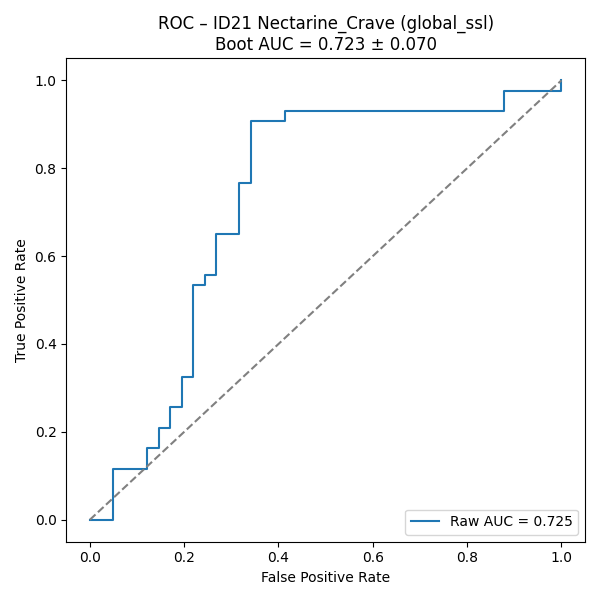 ROC – ID21 Nectarine_Crave (global_ssl)
Boot AUC = 0.723 ± 0.070
1.0
0.8
0.6
0.4
0.2
0.0
True Positive Rate
Raw AUC = 0.725
0.0 0.2 0.4 0.6 0.8 1.0
False Positive Rate